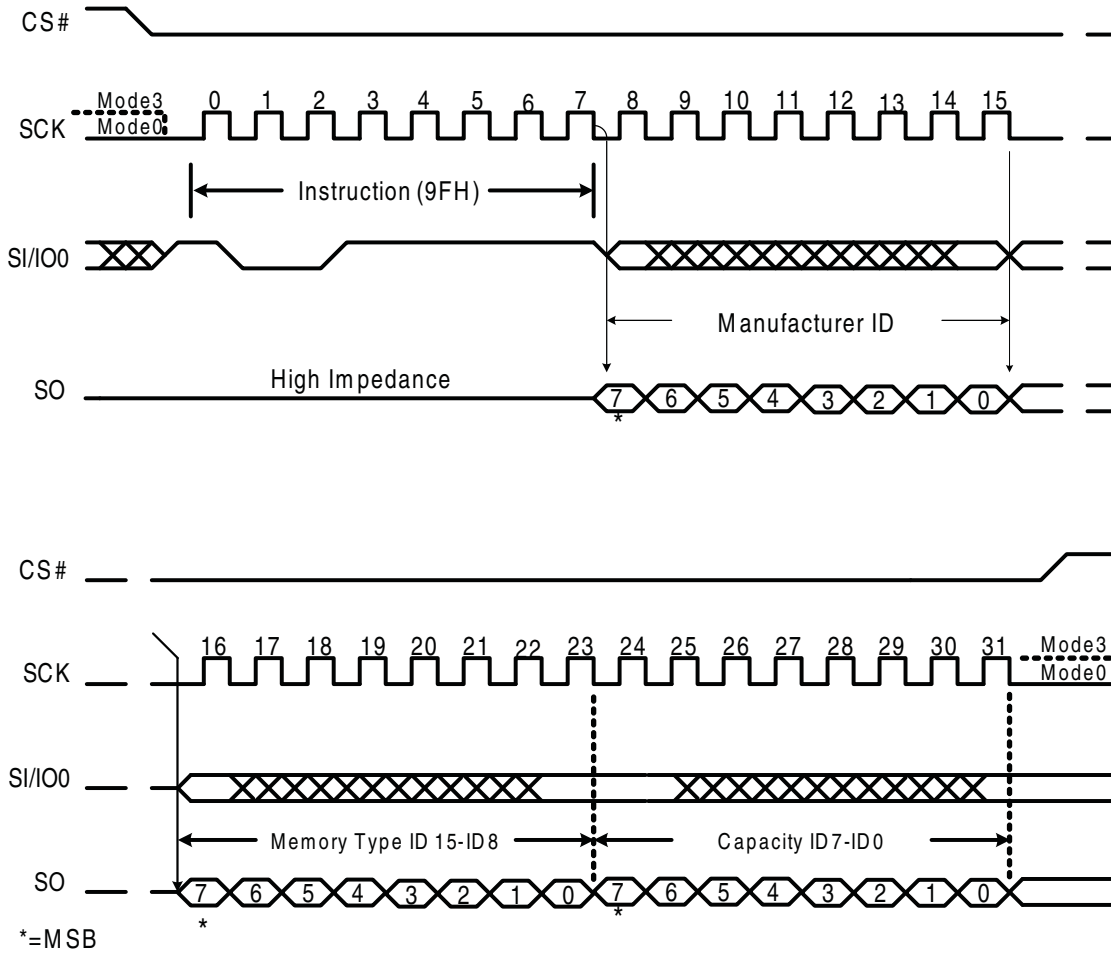 CS#
Mode3
0 1 2 3 4 5 6 7 8 9 10 11 12 13 14 15
SCK
Mode0
Instruction (9FH)
SI/IO0
Manufacturer ID
High Impedance
SO
7 6 5 4 3 2 1 0
*
CS#
16 17 18 19 20 21 22 23 24 25 26 27 28 29 30 31
Mode3
SCK
Mode0
SI/IO0
Memory Type ID 15-ID8
Capacity ID7-ID0
SO
7 6 5 4 3 2 1 0 7 6 5 4 3 2 1 0
* *
*=MSB